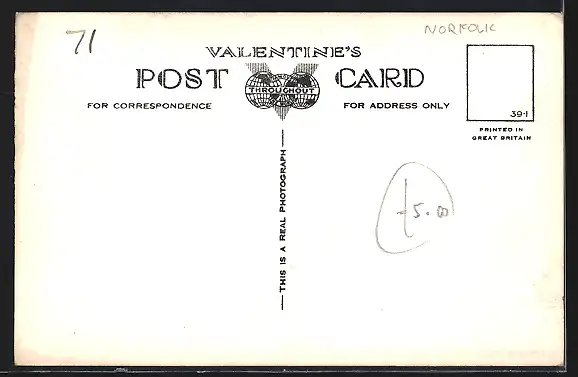 71
NORFOLK
VALENTINE'S
POST CARD
THROUGHOUT
FOR CORRESPONDENCE
FOR ADDRESS ONLY
39-1
PRINTED IN
GREAT BRITAIN
THIS IS A REAL PHOTOGRAPH
£5.00